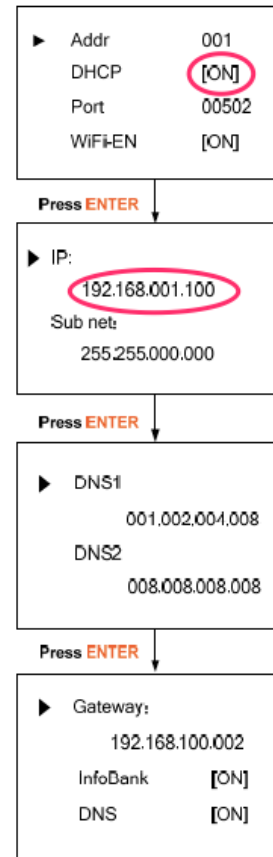 Addr 001
DHCP [ON]
Port 00502
WiFi-EN [ON]
Press ENTER
IP:
192.168.001.100
Sub net:
255.255.000.000
Press ENTER
DNS1
001.002.004.008
DNS2
008.008.008.008
Press ENTER
Gateway:
192.168.100.002
InfoBank [ON]
DNS [ON]